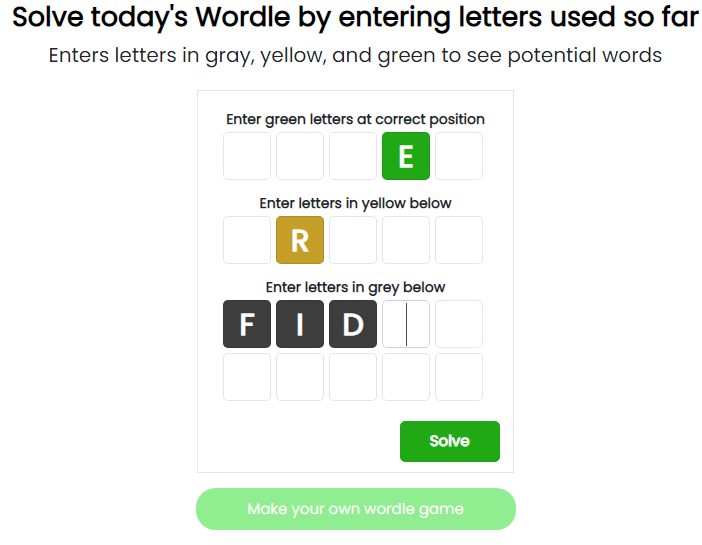 Solve today's Wordle by entering letters used so far
Enters letters in gray, yellow, and green to see potential words
Enter green letters at correct position
E
Enter letters in yellow below
R
Enter letters in grey below
F I D
Solve
Make your own wordle game